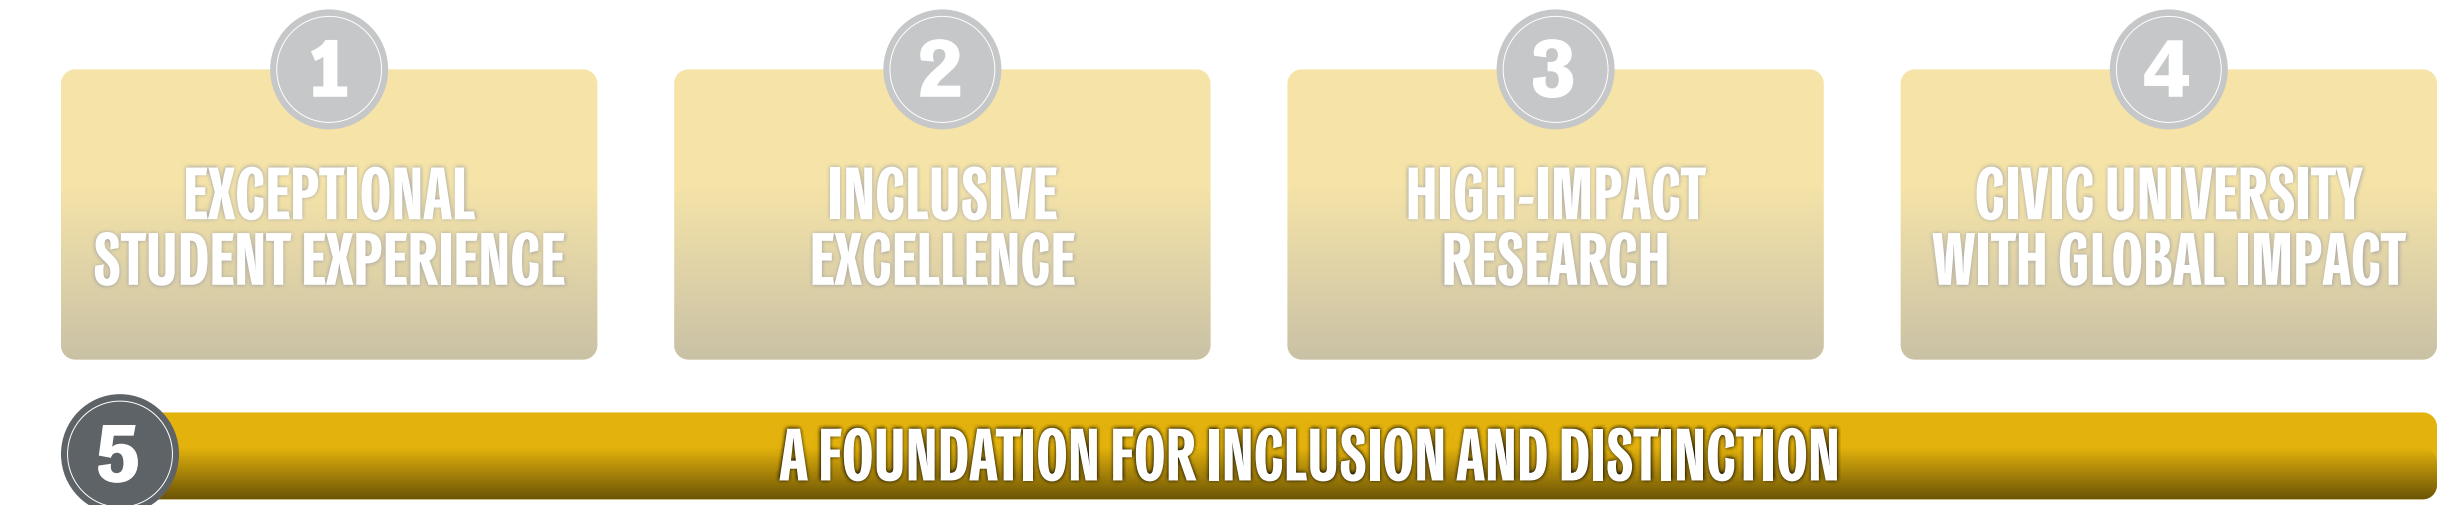 1
EXCEPTIONAL
STUDENT EXPERIENCE
2
INCLUSIVE
EXCELLENCE
3
HIGH-IMPACT
RESEARCH
4
CIVIC UNIVERSITY
WITH GLOBAL IMPACT
5
A FOUNDATION FOR INCLUSION AND DISTINCTION